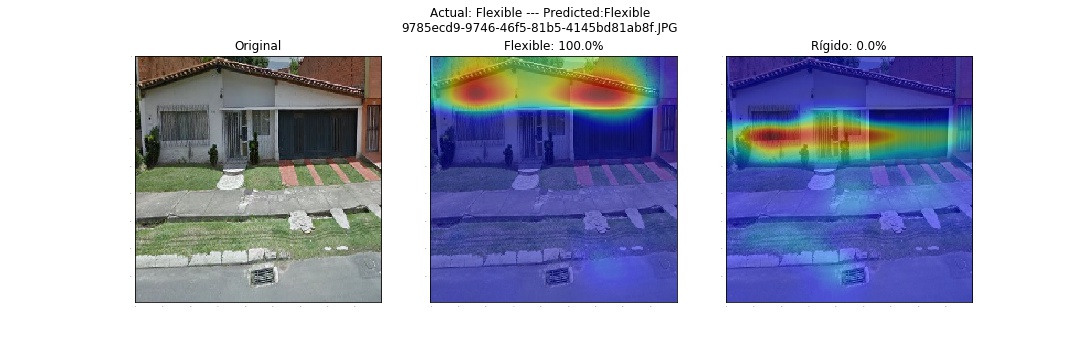 Actual: Flexible --- Predicted:Flexible
9785ecd9-9746-46f5-81b5-4145bd81ab8f.JPG
Original
Flexible: 100.0%
Rígido: 0.0%